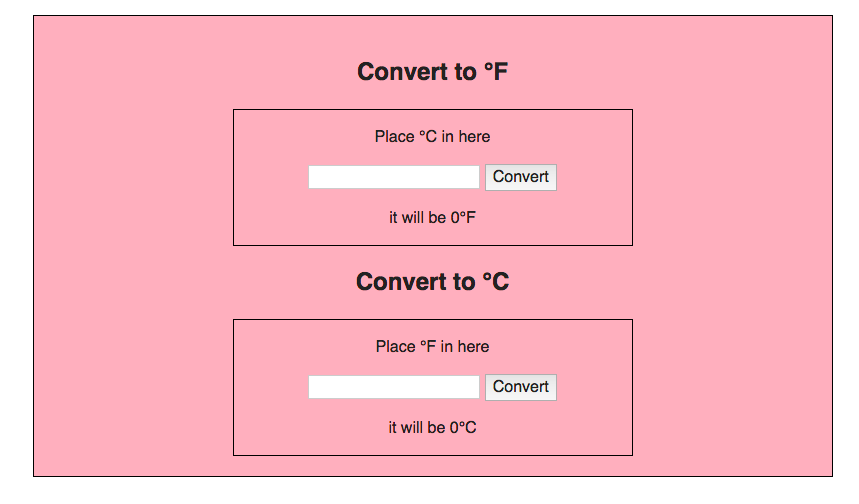 Convert to °F
Place °C in here
Convert
it will be 0°F
Convert to °C
Place °F in here
Convert
it will be 0°C